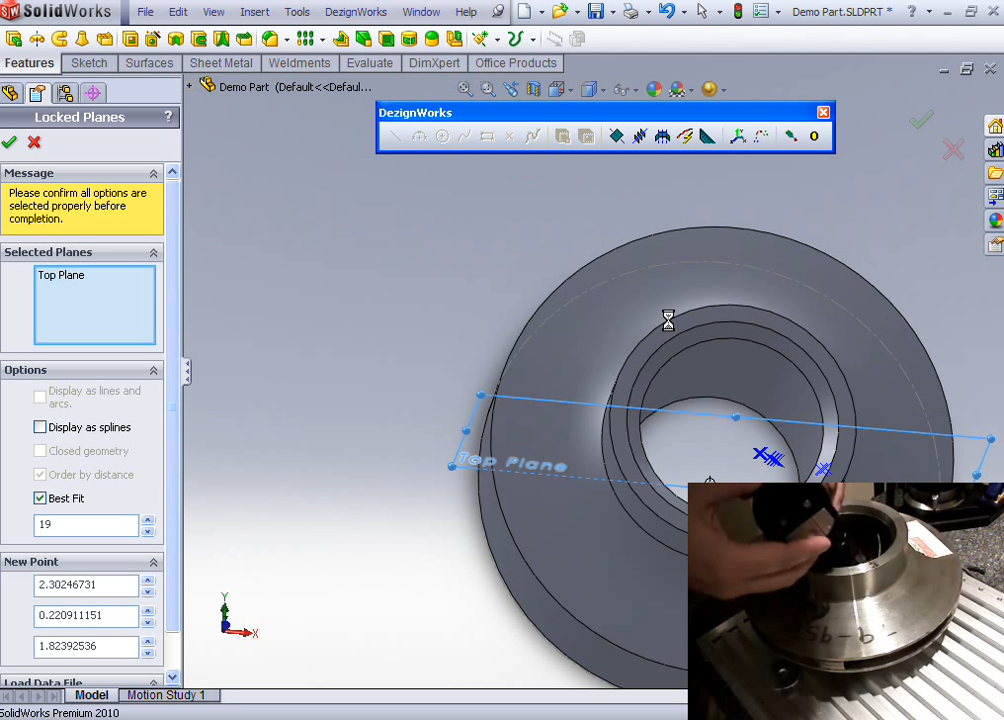 SolidWorks File Edit View Insert Tools DezignWorks Window Help Demo Part.SLDPRT *
Features Sketch Surfaces Sheet Metal Weldments Evaluate DimXpert Office Products
Demo Part (Default<<Defaul...
DezignWorks
Locked Planes ?
Message
Please confirm all options are
selected properly before
completion.
Selected Planes
Top Plane
Options
Display as lines and
arcs.
Display as splines
Closed geometry
Order by distance
Best Fit
19
New Point
2.30246731
0.220911151
1.82392536
Load Data File
Top Plane
Y
X
Model Motion Study 1
SolidWorks Premium 2010